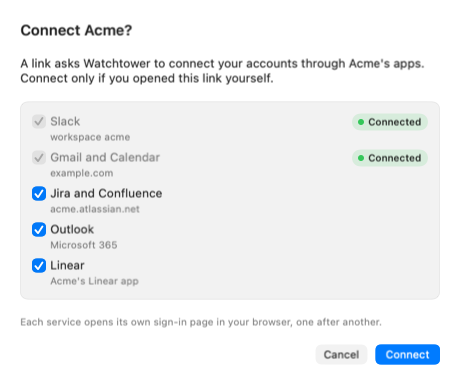 Connect Acme?
A link asks Watchtower to connect your accounts through Acme's apps.
Connect only if you opened this link yourself.
Slack
Connected
workspace acme
Gmail and Calendar
Connected
example.com
Jira and Confluence
acme.atlassian.net
Outlook
Microsoft 365
Linear
Acme's Linear app
Each service opens its own sign-in page in your browser, one after another.
Cancel
Connect